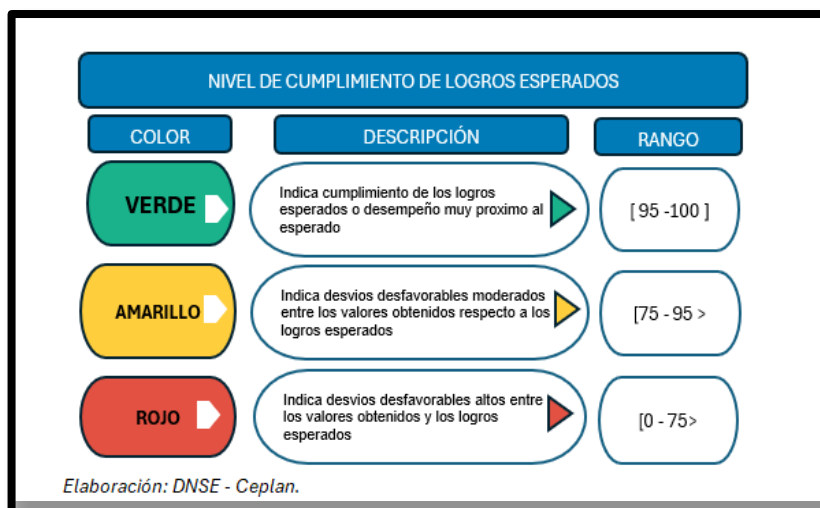 NIVEL DE CUMPLIMIENTO DE LOGROS ESPERADOS
COLOR
DESCRIPCIÓN
RANGO
VERDE
Indica cumplimiento de los logros
esperados o desempeño muy proximo al
esperado
[ 95 -100 ]
AMARILLO
Indica desvios desfavorables moderados
entre los valores obtenidos respecto a los
logros esperados
[75 - 95 >
ROJO
Indica desvios desfavorables altos entre
los valores obtenidos y los logros
esperados
[0 - 75>
Elaboración: DNSE - Ceplan.